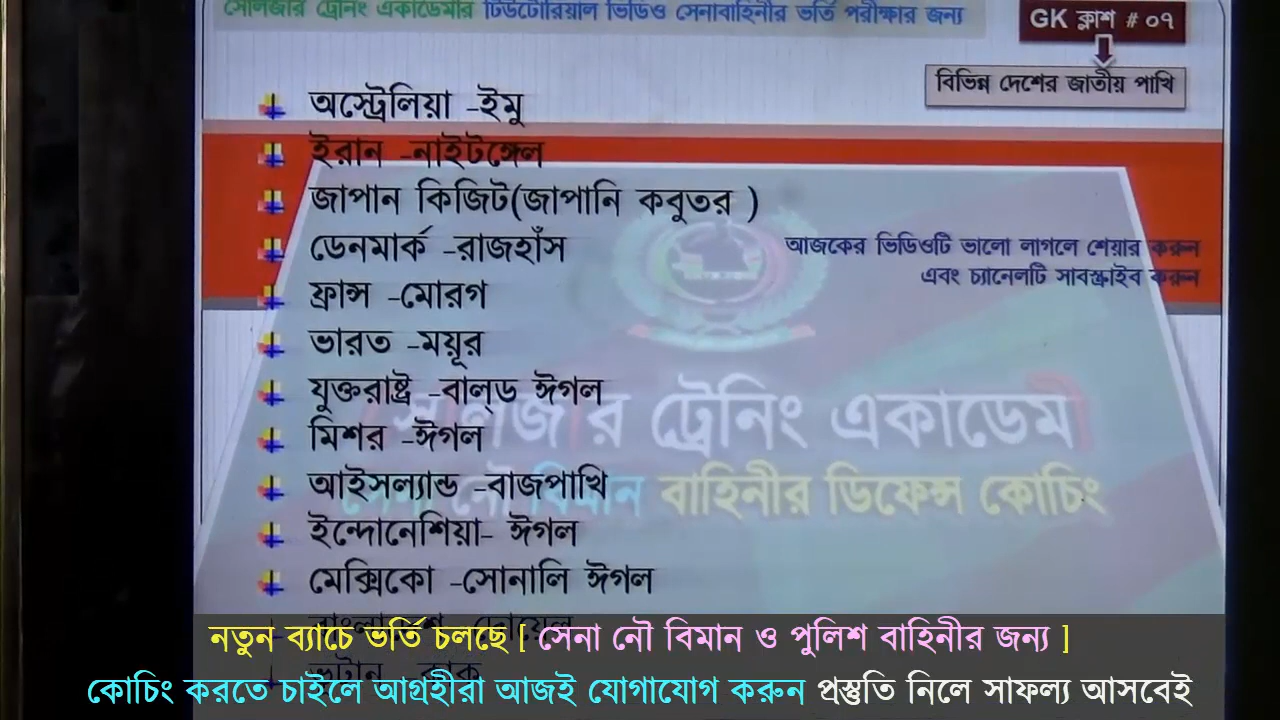 সোলজার ট্রেনিং একাডেমীর টিউটোরিয়াল ভিডিও সেনাবাহিনীর ভর্তি পরীক্ষার জন্য
GK ক্লাশ # ০৭
বিভিন্ন দেশের জাতীয় পাখি
অস্ট্রেলিয়া -ইমু
ইরান -নাইটঙ্গেল
জাপান কিজিট(জাপানি কবুতর )
ডেনমার্ক -রাজহাঁস
আজকের ভিডিওটি ভালো লাগলে শেয়ার করুন
এবং চ্যানেলটি সাবস্ক্রাইব করুন
ফ্রান্স -মোরগ
ভারত -ময়ূর
যুক্তরাষ্ট্র -বাল্ড ঈগল
মিশর -ঈগল
আইসল্যান্ড -বাজপাখি
ইন্দোনেশিয়া- ঈগল
মেক্সিকো -সোনালি ঈগল
বাংলাদেশ -দোয়েল
ভূটান -কাক
সোলজার ট্রেনিং একাডেমী
সেনা নৌ বিমান বাহিনীর ডিফেন্স কোচিং
নতুন ব্যাচে ভর্তি চলছে [ সেনা নৌ বিমান ও পুলিশ বাহিনীর জন্য ]
কোচিং করতে চাইলে আগ্রহীরা আজই যোগাযোগ করুন প্রস্তুতি নিলে সাফল্য আসবেই